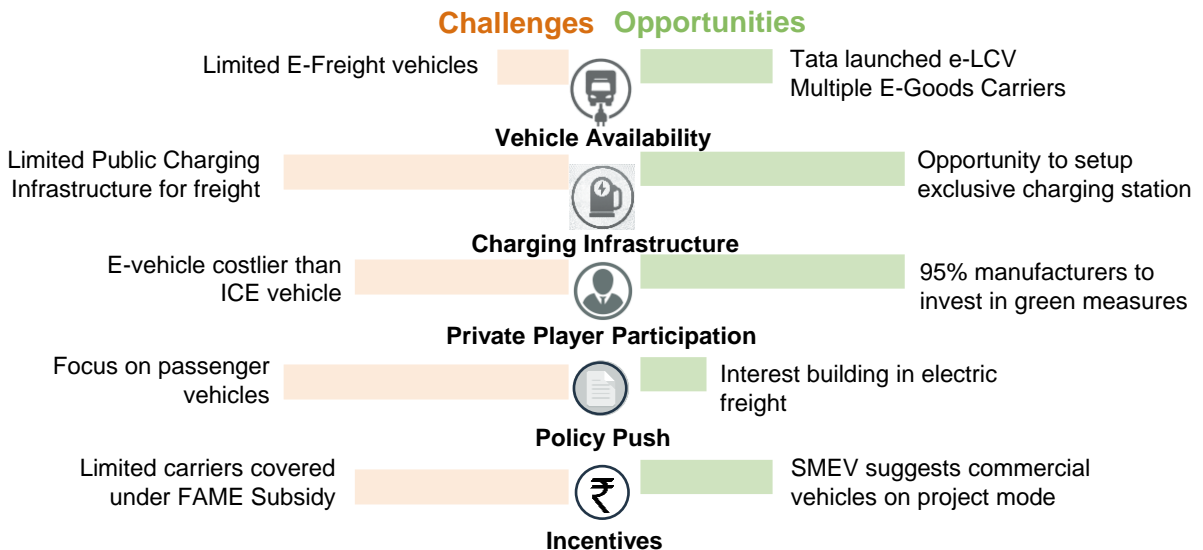 Challenges Opportunities
Limited E-Freight vehicles
Tata launched e-LCV
Multiple E-Goods Carriers
Vehicle Availability
Limited Public Charging
Infrastructure for freight
Opportunity to setup
exclusive charging station
Charging Infrastructure
E-vehicle costlier than
ICE vehicle
95% manufacturers to
invest in green measures
Private Player Participation
Focus on passenger
vehicles
Interest building in electric
freight
Policy Push
Limited carriers covered
under FAME Subsidy
₹
SMEV suggests commercial
vehicles on project mode
Incentives